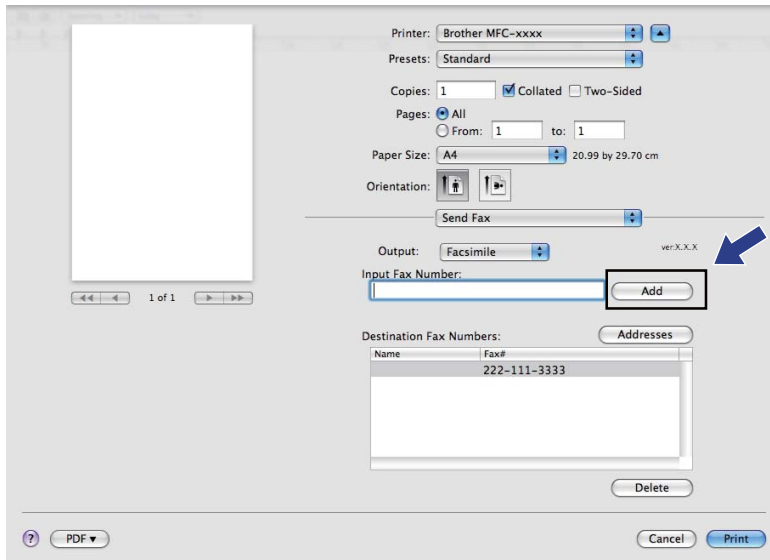 Printer: Brother MFC-xxxx
Presets: Standard
Copies: 1 Collated Two-Sided
Pages: All
From: 1 to: 1
Paper Size: A4 20.99 by 29.70 cm
Orientation:
Send Fax
Output: Facsimile ver:X.X.X
Input Fax Number:
Add
1 of 1
Destination Fax Numbers: Addresses
Name Fax#
222-111-3333
Delete
? PDF Cancel Print